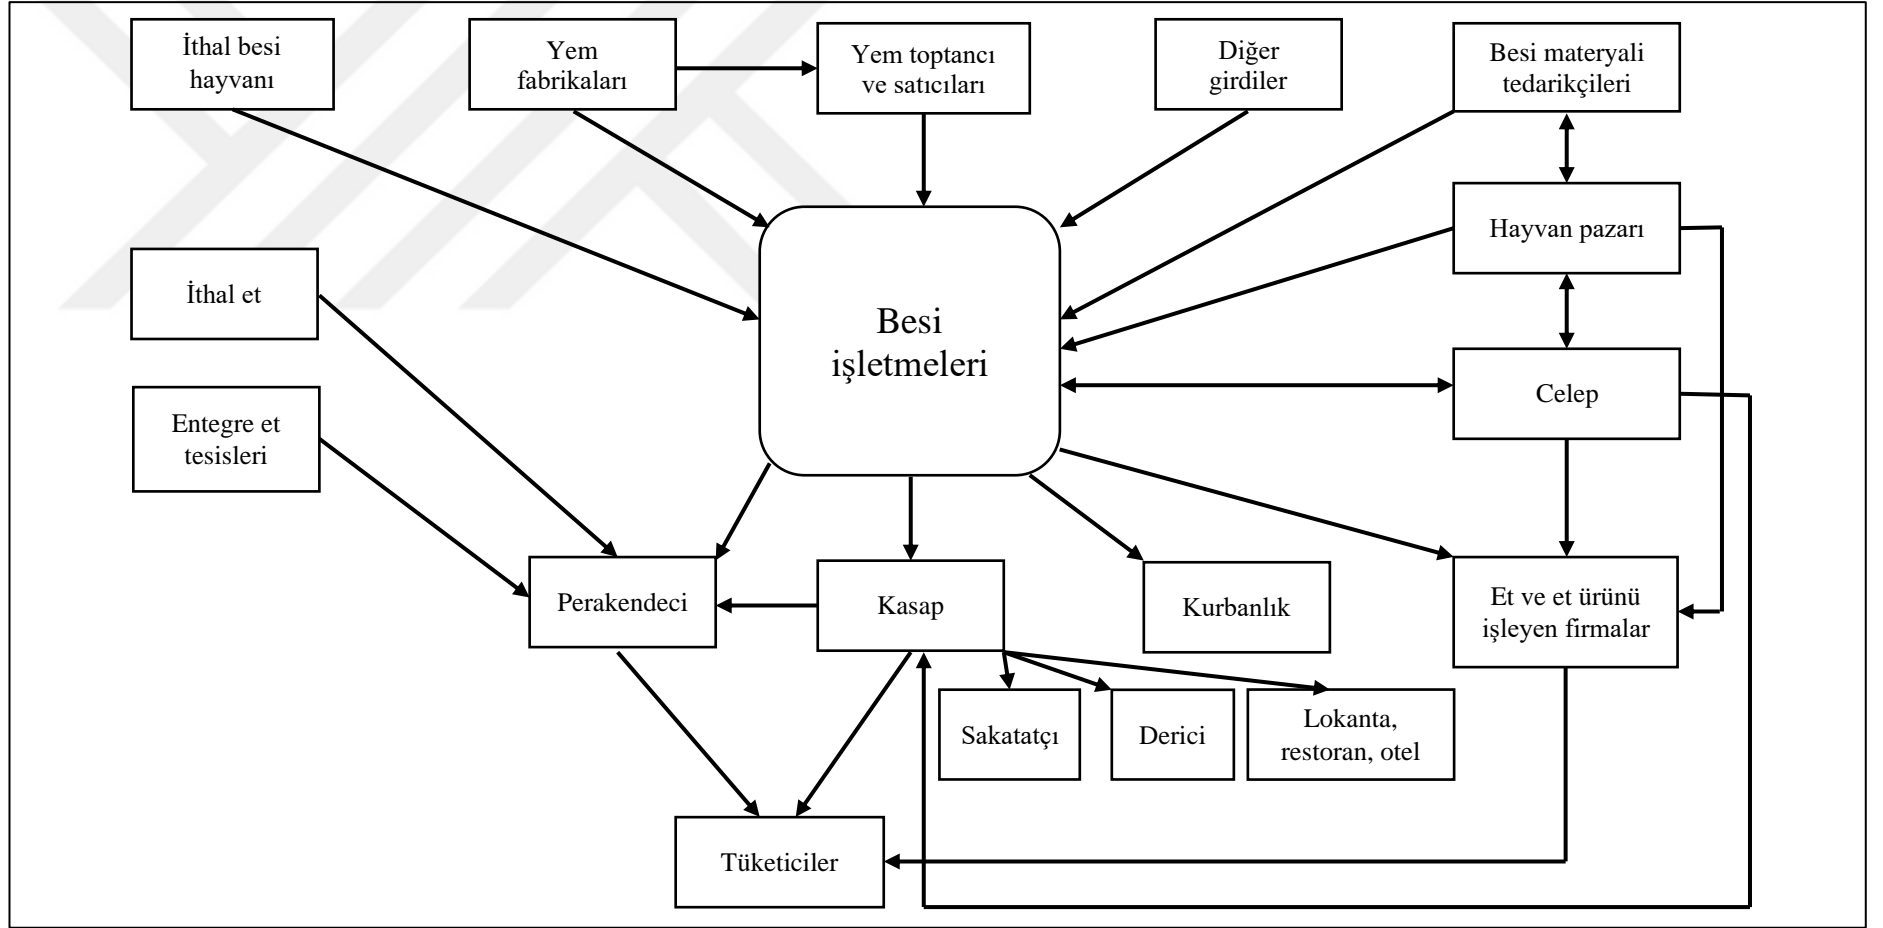 İthal besi
hayvanı
Yem
fabrikaları
Yem toptancı
ve satıcıları
Diğer
girdiler
Besi materyali
tedarikçileri
Hayvan pazarı
İthal et
Besi
işletmeleri
Celep
Entegre et
tesisleri
Perakendeci
Kasap
Kurbanlık
Et ve et ürünü
işleyen firmalar
Sakatatçı
Derici
Lokanta,
restoran, otel
Tüketiciler